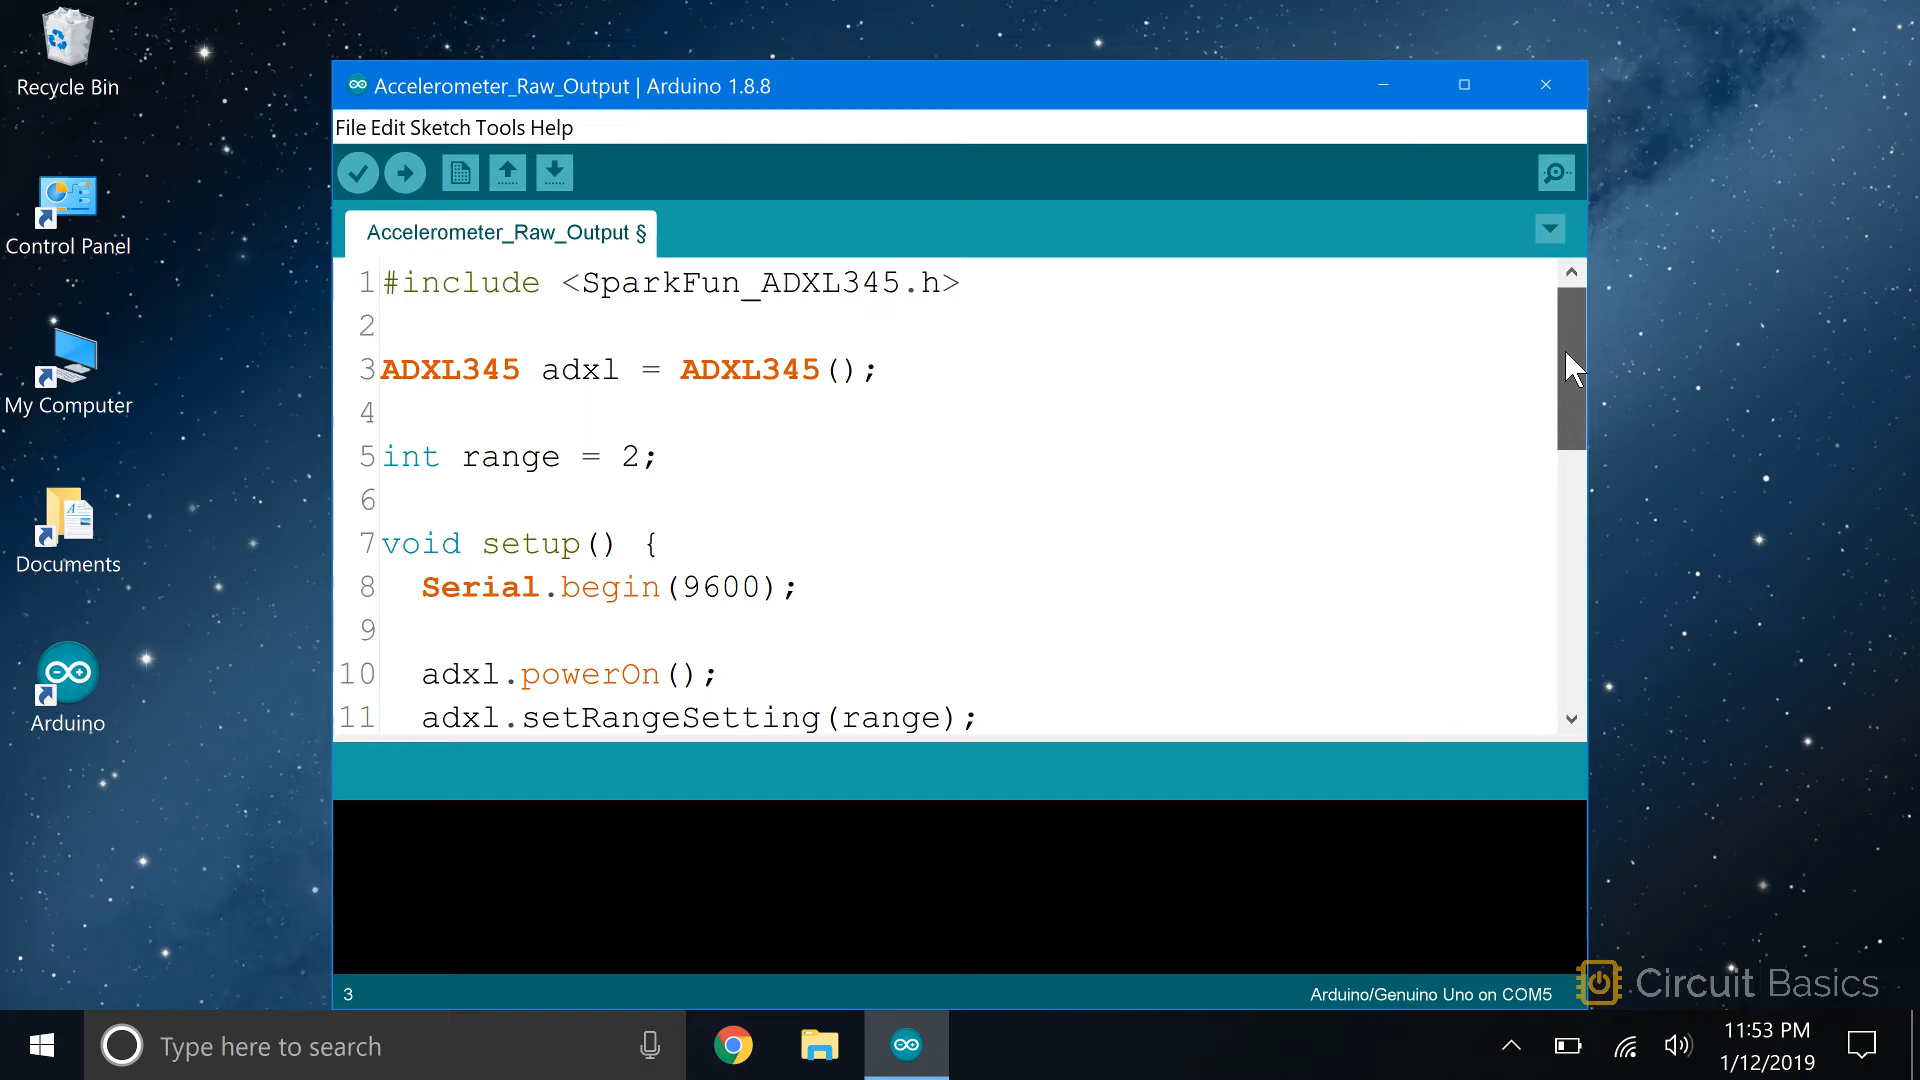 Recycle Bin
Control Panel
My Computer
Documents
Arduino
Accelerometer_Raw_Output | Arduino 1.8.8
File Edit Sketch Tools Help
Accelerometer_Raw_Output §
1 #include <SparkFun_ADXL345.h>
2
3 ADXL345 adxl = ADXL345();
4
5 int range = 2;
6
7 void setup() {
8 Serial.begin(9600);
9
10 adxl.powerOn();
11 adxl.setRangeSetting(range);
3
Arduino/Genuino Uno on COM5
Circuit Basics
Type here to search
11:53 PM
1/12/2019